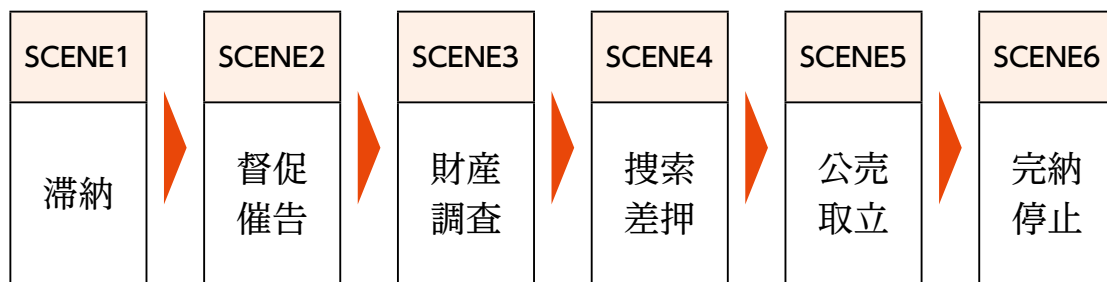 SCENE1
滞納
SCENE2
督促
催告
SCENE3
財産
調査
SCENE4
捜索
差押
SCENE5
公売
取立
SCENE6
完納
停止